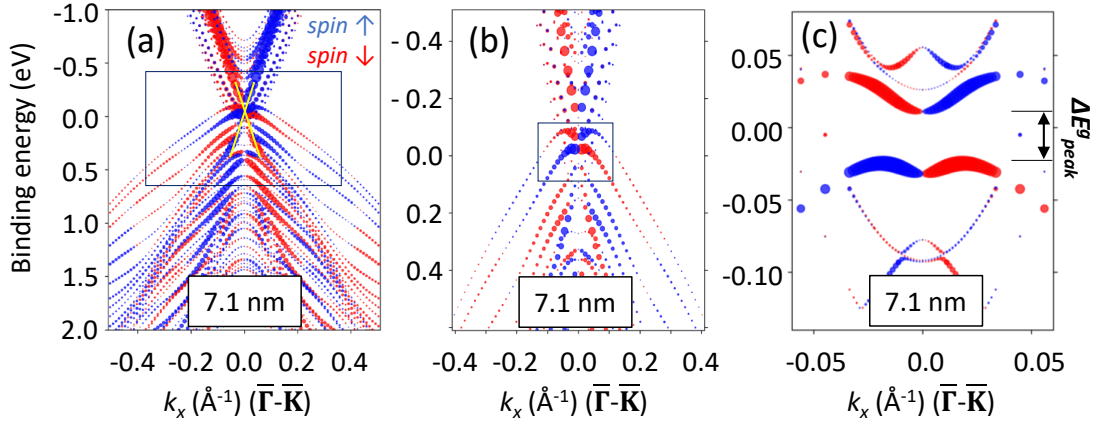 (a)
spin ↑
spin ↓
-1.0
-0.5
0.0
0.5
1.0
1.5
2.0
Binding energy (eV)
7.1 nm
-0.4 -0.2 0.0 0.2 0.4
kₓ (Å⁻¹) (Γ̅-K̅)
(b)
- 0.4
- 0.2
0.0
0.2
0.4
7.1 nm
-0.4 -0.2 0.0 0.2 0.4
kₓ (Å⁻¹) (Γ̅-K̅)
(c)
0.05
0.00
-0.05
-0.10
ΔE^g_peak
7.1 nm
-0.05 0.0 0.05
kₓ (Å⁻¹) (Γ̅-K̅)